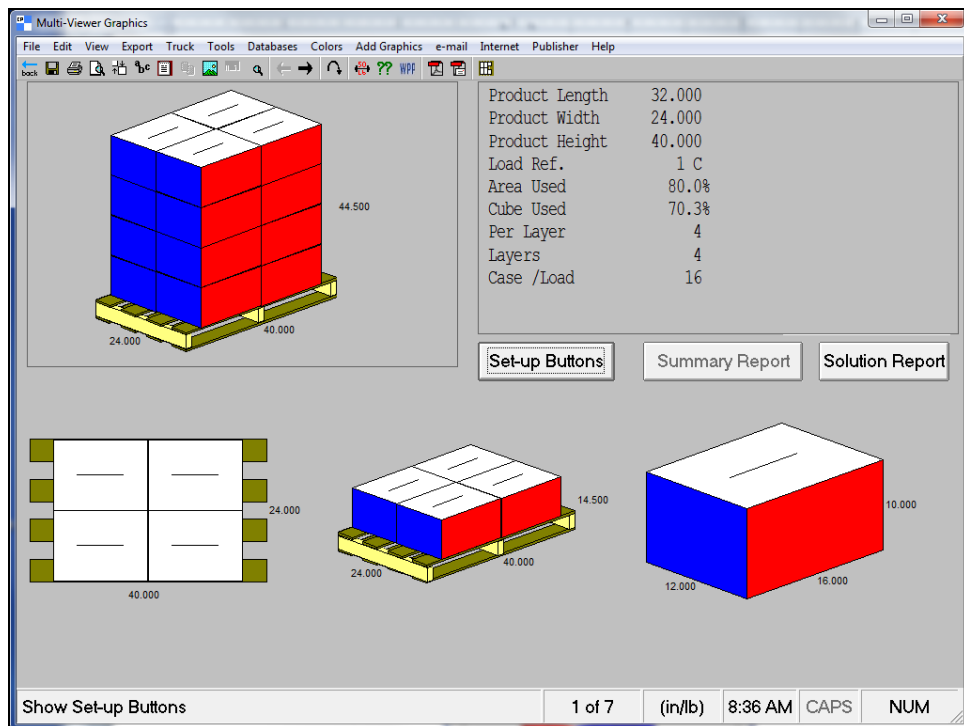 Multi-Viewer Graphics
File Edit View Export Truck Tools Databases Colors Add Graphics e-mail Internet Publisher Help
back
abc
??
WPF
44.500
24.000
40.000
Product Length 32.000
Product Width 24.000
Product Height 40.000
Load Ref. 1 C
Area Used 80.0%
Cube Used 70.3%
Per Layer 4
Layers 4
Case /Load 16
Set-up Buttons Summary Report Solution Report
24.000
40.000
14.500
24.000
40.000
10.000
12.000
16.000
Show Set-up Buttons 1 of 7 (in/lb) 8:36 AM CAPS NUM